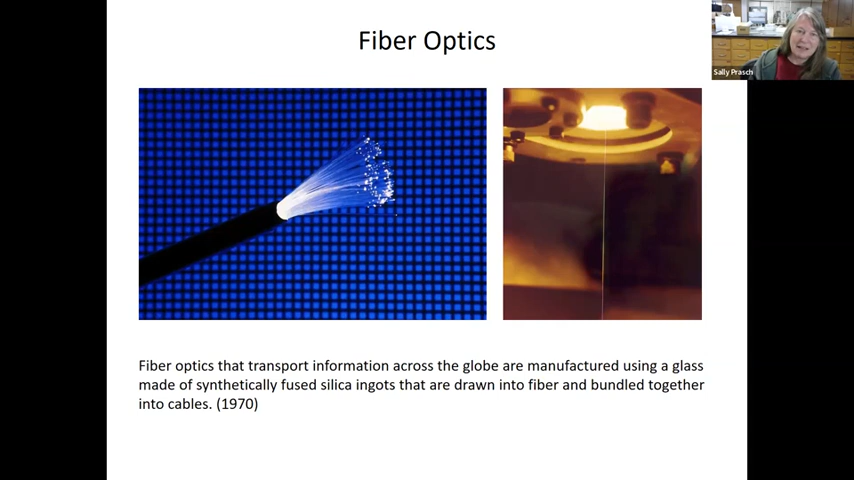 Fiber Optics
Sally Prasch
Fiber optics that transport information across the globe are manufactured using a glass
made of synthetically fused silica ingots that are drawn into fiber and bundled together
into cables. (1970)